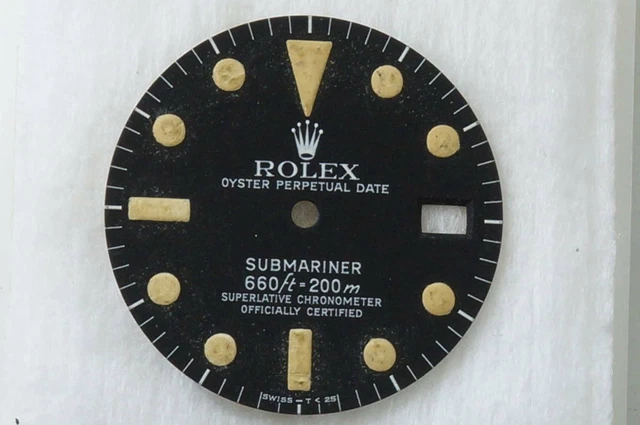 ROLEX
OYSTER PERPETUAL DATE
SUBMARINER
660ft = 200m
SUPERLATIVE CHRONOMETER
OFFICIALLY CERTIFIED
SWISS - T < 25